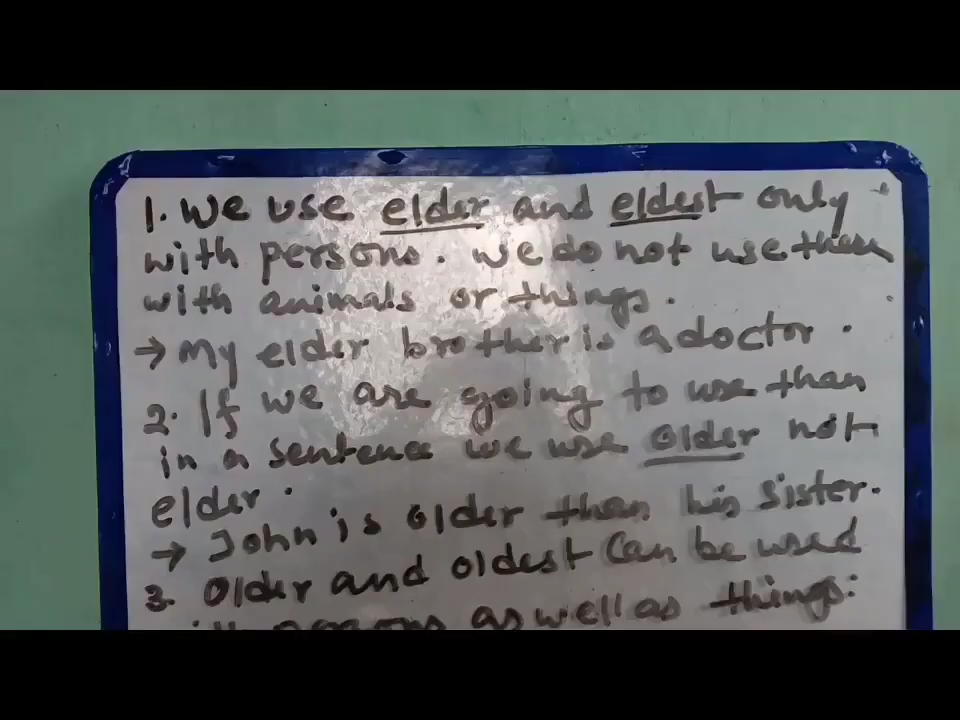 1. We use elder and eldest only
with persons. We do not use them
with animals or things.
→ My elder brother is a doctor.
2. If we are going to use than
in a sentence we use older not
elder.
→ John is older than his sister.
3. Older and oldest can be used
with persons as well as things: